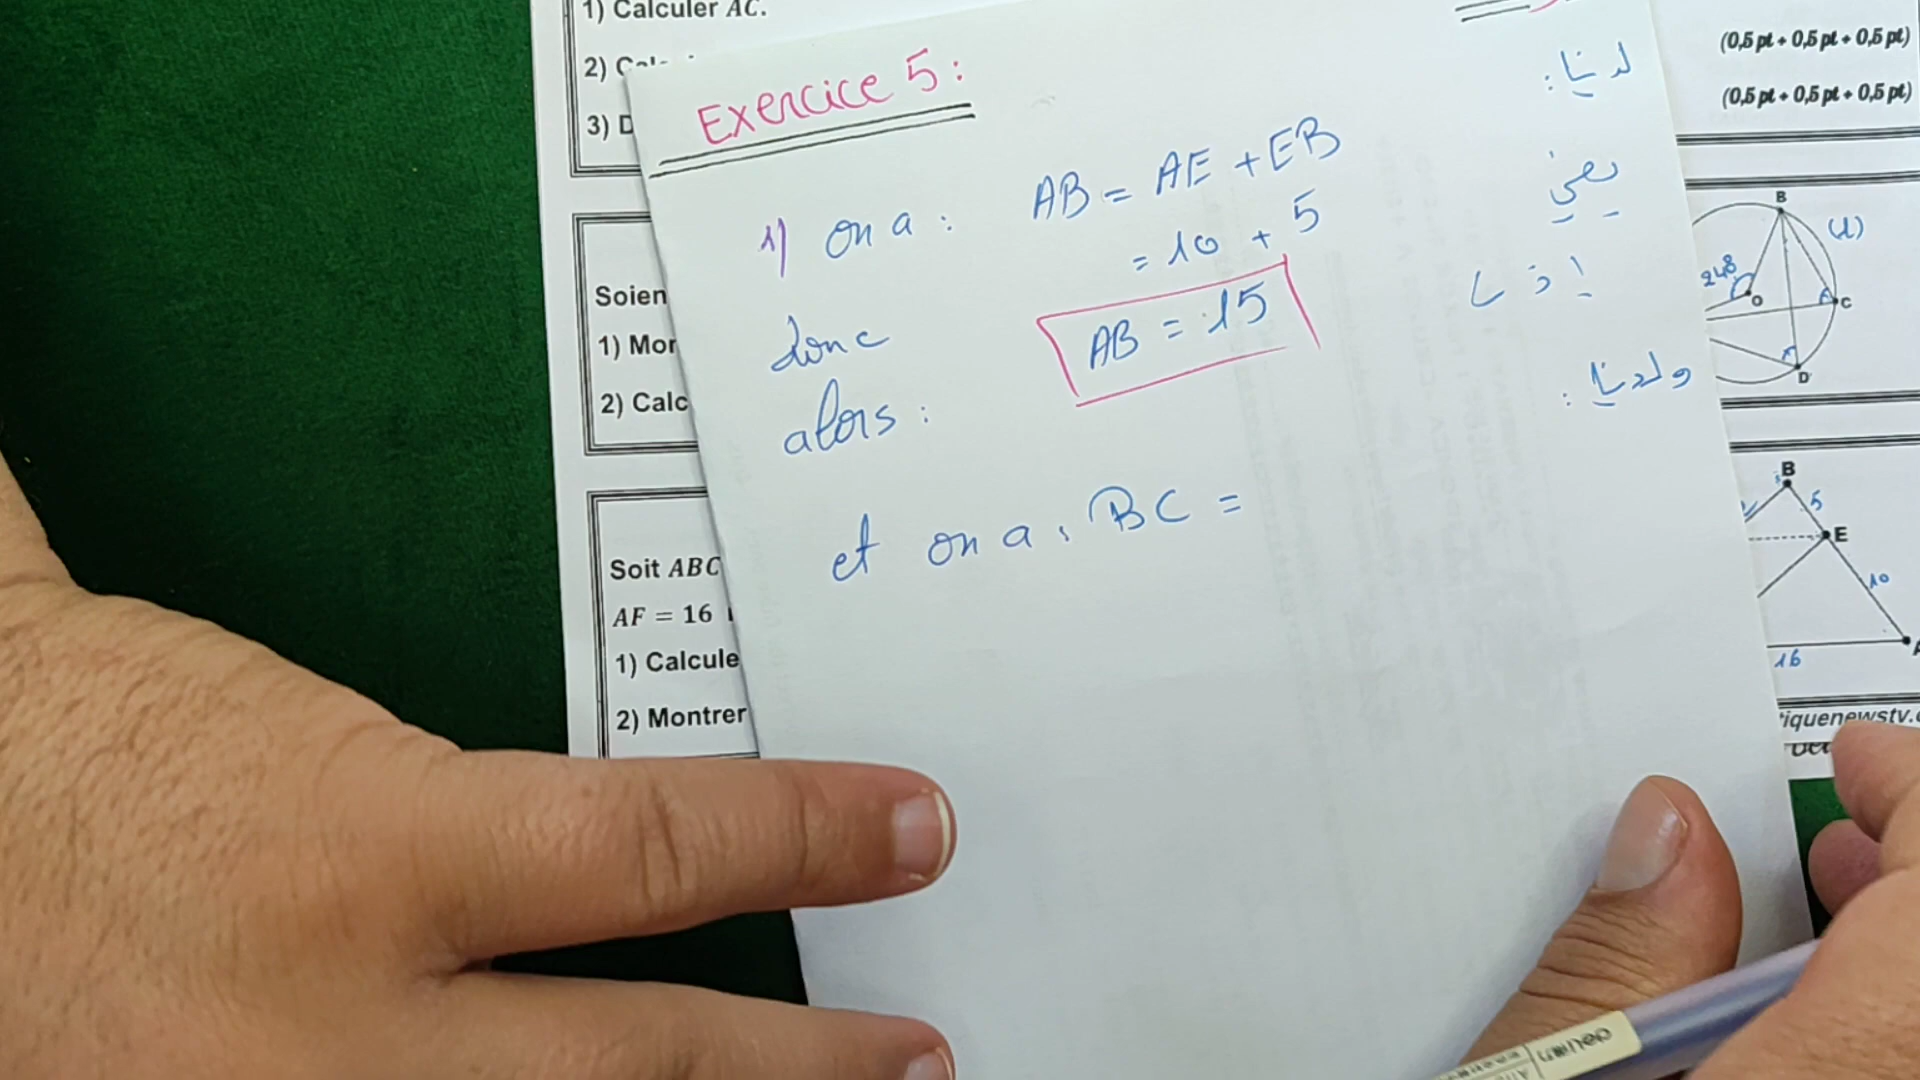 1) Calculer AC.
2)
3) D
(0,5 pt + 0,5 pt + 0,5 pt)
(0,5 pt + 0,5 pt + 0,5 pt)
Exercice 5 :
لدينا :
1) on a : AB = AE + EB
يعني
= 10 + 5
إذن
donc AB = 15
alors :
ولدينا :
et on a : BC =
Soien
1) Mor
2) Calc
Soit ABC
AF = 16
1) Calcule
2) Montrer
B
O
C
D
B
5
E
10
16
iquenewstv.
deli